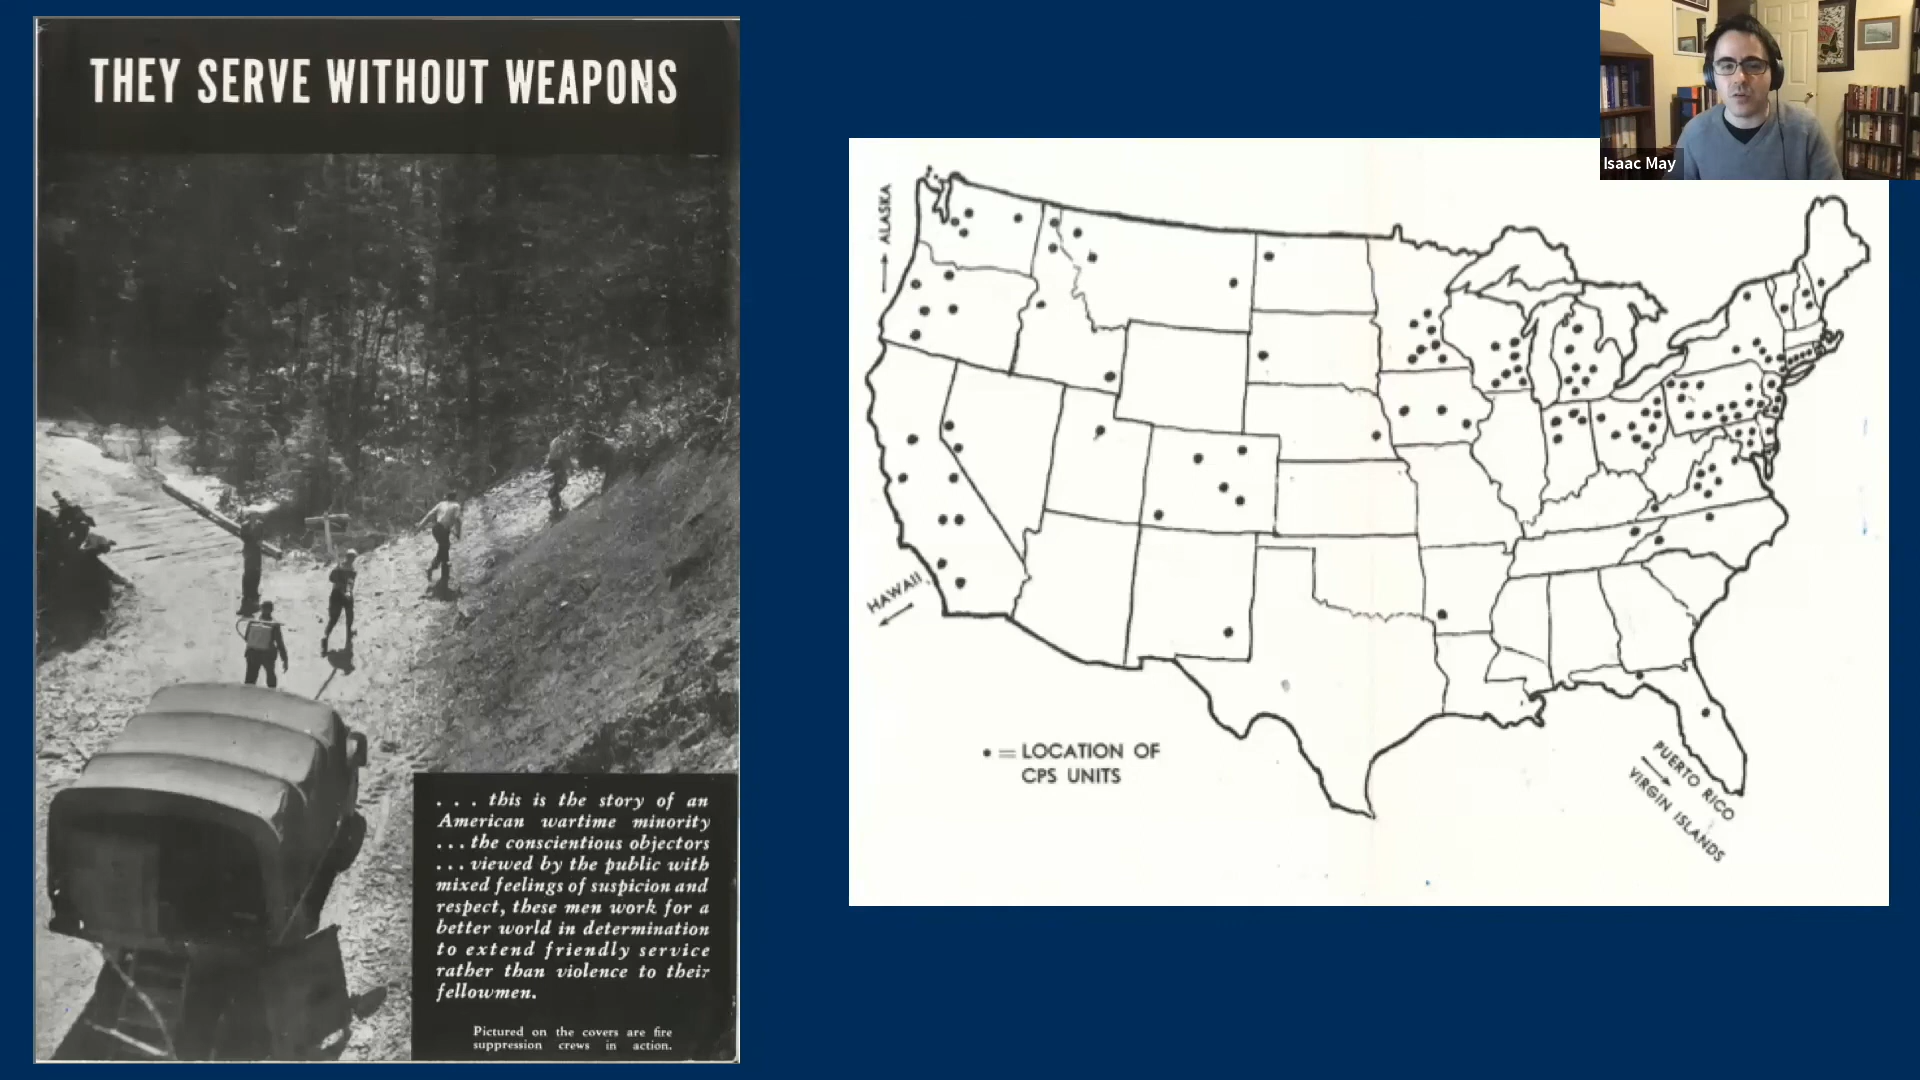 THEY SERVE WITHOUT WEAPONS
. . . this is the story of an
American wartime minority
. . . the conscientious objectors
. . . viewed by the public with
mixed feelings of suspicion and
respect, these men work for a
better world in determination
to extend friendly service
rather than violence to their
fellowmen.
Pictured on the covers are fire
suppression crews in action.
ALASKA
HAWAII
• = LOCATION OF
CPS UNITS
PUERTO RICO
VIRGIN ISLANDS
Isaac May